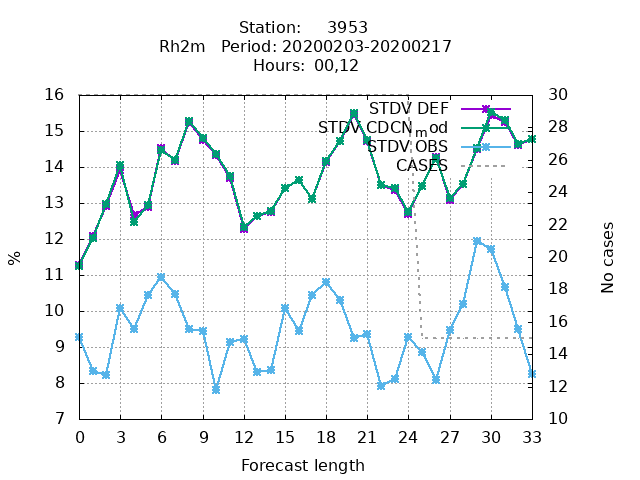 Station:     3953
Rh2m   Period: 20200203-20200217
Hours:  00,12
16
15
14
13
12
11
10
9
8
7
%
30
28
26
24
22
20
18
16
14
12
10
No cases
STDV DEF
STDV CDCN_mod
STDV OBS
CASES
0 3 6 9 12 15 18 21 24 27 30 33
Forecast length